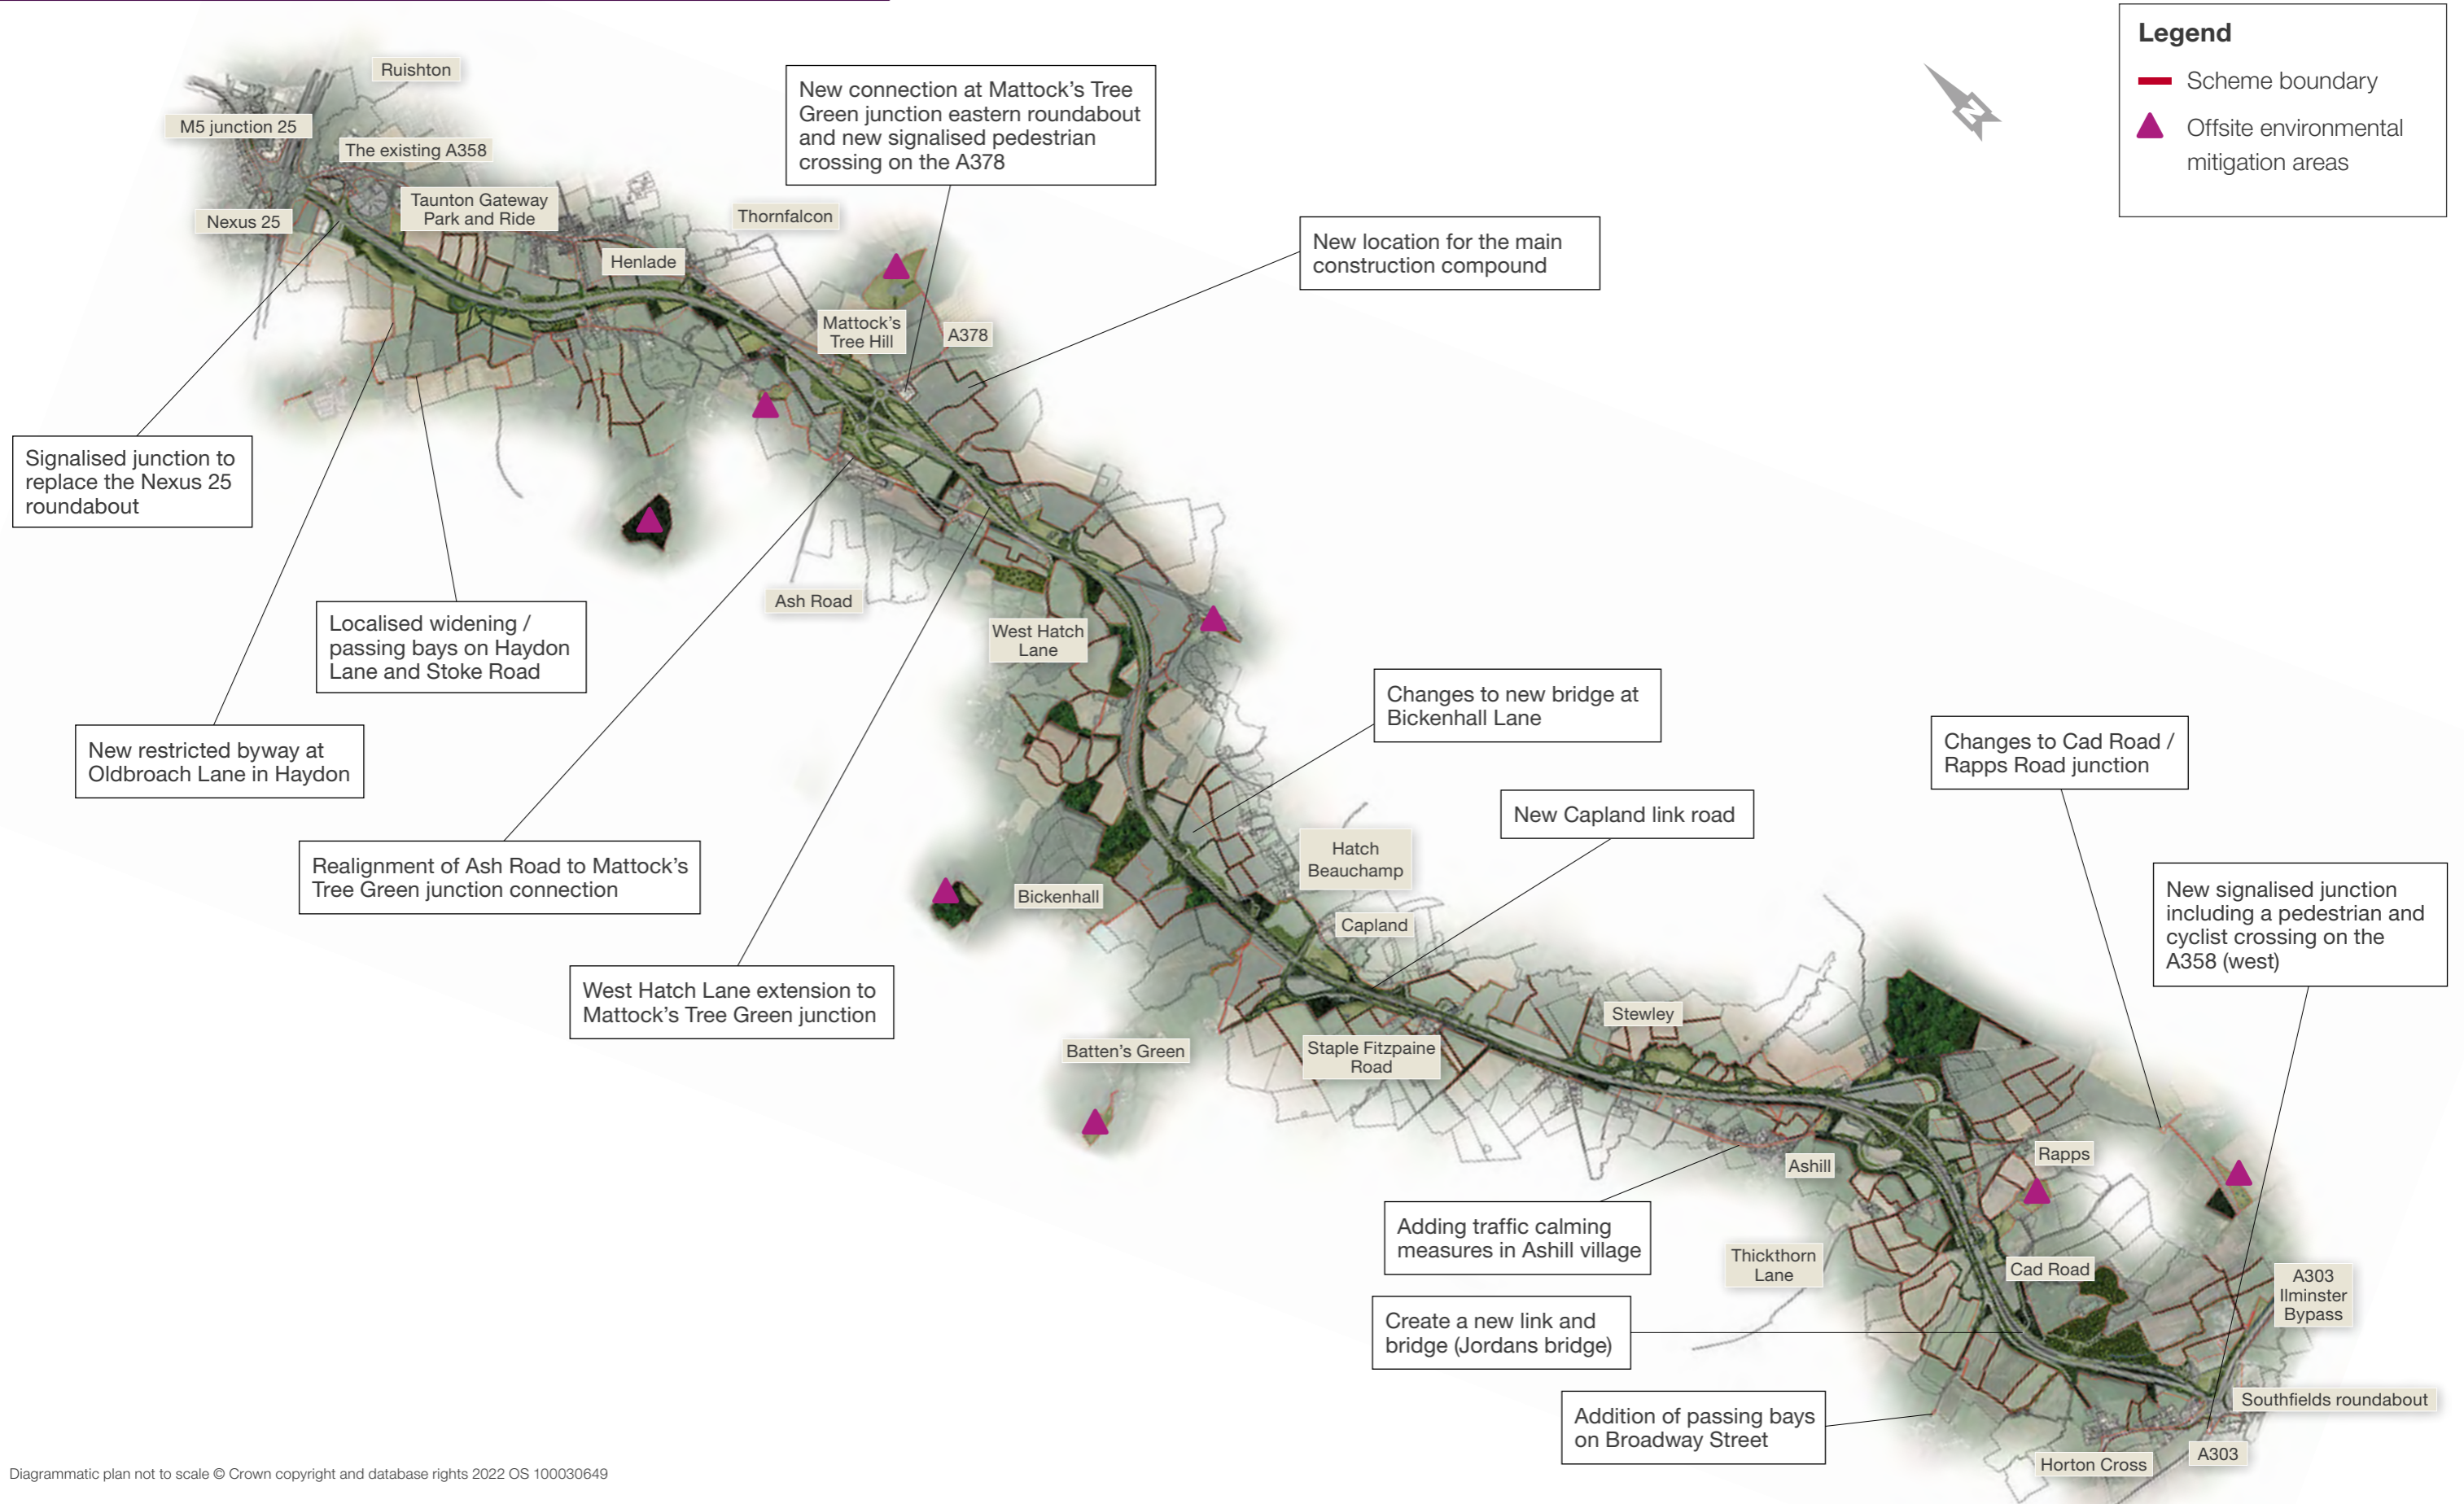 Legend
Scheme boundary
Offsite environmental
mitigation areas
Ruishton
M5 junction 25
The existing A358
Nexus 25
Taunton Gateway
Park and Ride
Henlade
Thornfalcon
New connection at Mattock's Tree
Green junction eastern roundabout
and new signalised pedestrian
crossing on the A378
New location for the main
construction compound
Mattock's
Tree Hill
A378
Signalised junction to
replace the Nexus 25
roundabout
Localised widening /
passing bays on Haydon
Lane and Stoke Road
Ash Road
West Hatch
Lane
New restricted byway at
Oldbroach Lane in Haydon
Changes to new bridge at
Bickenhall Lane
Changes to Cad Road /
Rapps Road junction
New Capland link road
Realignment of Ash Road to Mattock's
Tree Green junction connection
Hatch
Beauchamp
Bickenhall
Capland
New signalised junction
including a pedestrian and
cyclist crossing on the
A358 (west)
West Hatch Lane extension to
Mattock's Tree Green junction
Batten's Green
Staple Fitzpaine
Road
Stewley
Ashill
Rapps
Adding traffic calming
measures in Ashill village
Thickthorn
Lane
Cad Road
A303
Ilminster
Bypass
Create a new link and
bridge (Jordans bridge)
Addition of passing bays
on Broadway Street
Southfields roundabout
A303
Horton Cross
N
Diagrammatic plan not to scale © Crown copyright and database rights 2022 OS 100030649